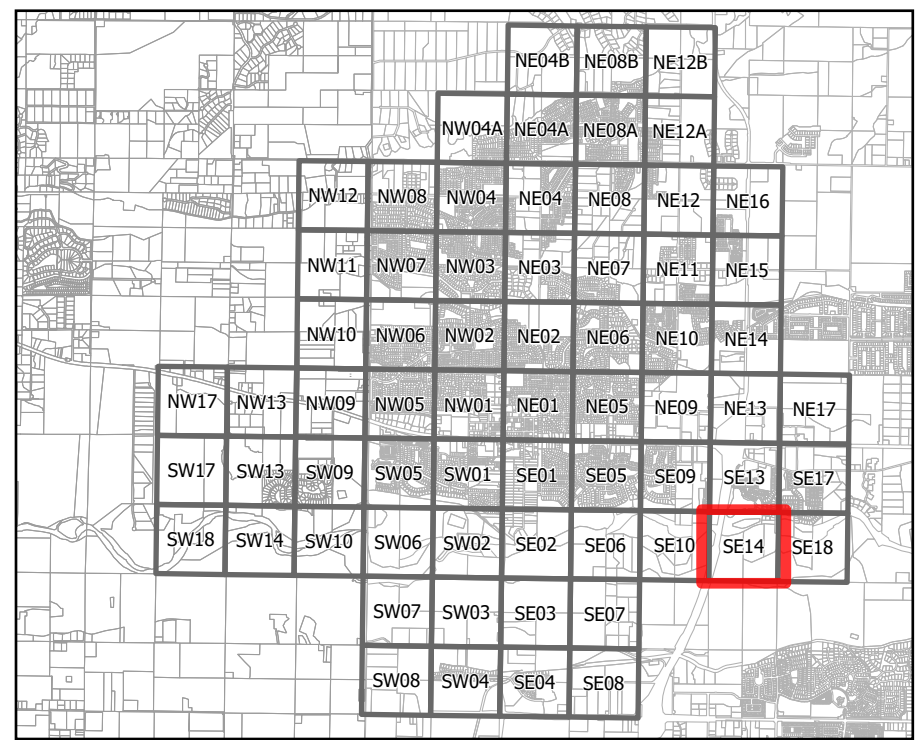 NE04B NE08B NE12B
NW04A NE04A NE08A NE12A
NW12 NW08 NW04 NE04 NE08 NE12 NE16
NW11 NW07 NW03 NE03 NE07 NE11 NE15
NW10 NW06 NW02 NE02 NE06 NE10 NE14
NW17 NW13 NW09 NW05 NW01 NE01 NE05 NE09 NE13 NE17
SW17 SW13 SW09 SW05 SW01 SE01 SE05 SE09 SE13 SE17
SW18 SW14 SW10 SW06 SW02 SE02 SE06 SE10 SE14 SE18
SW07 SW03 SE03 SE07
SW08 SW04 SE04 SE08